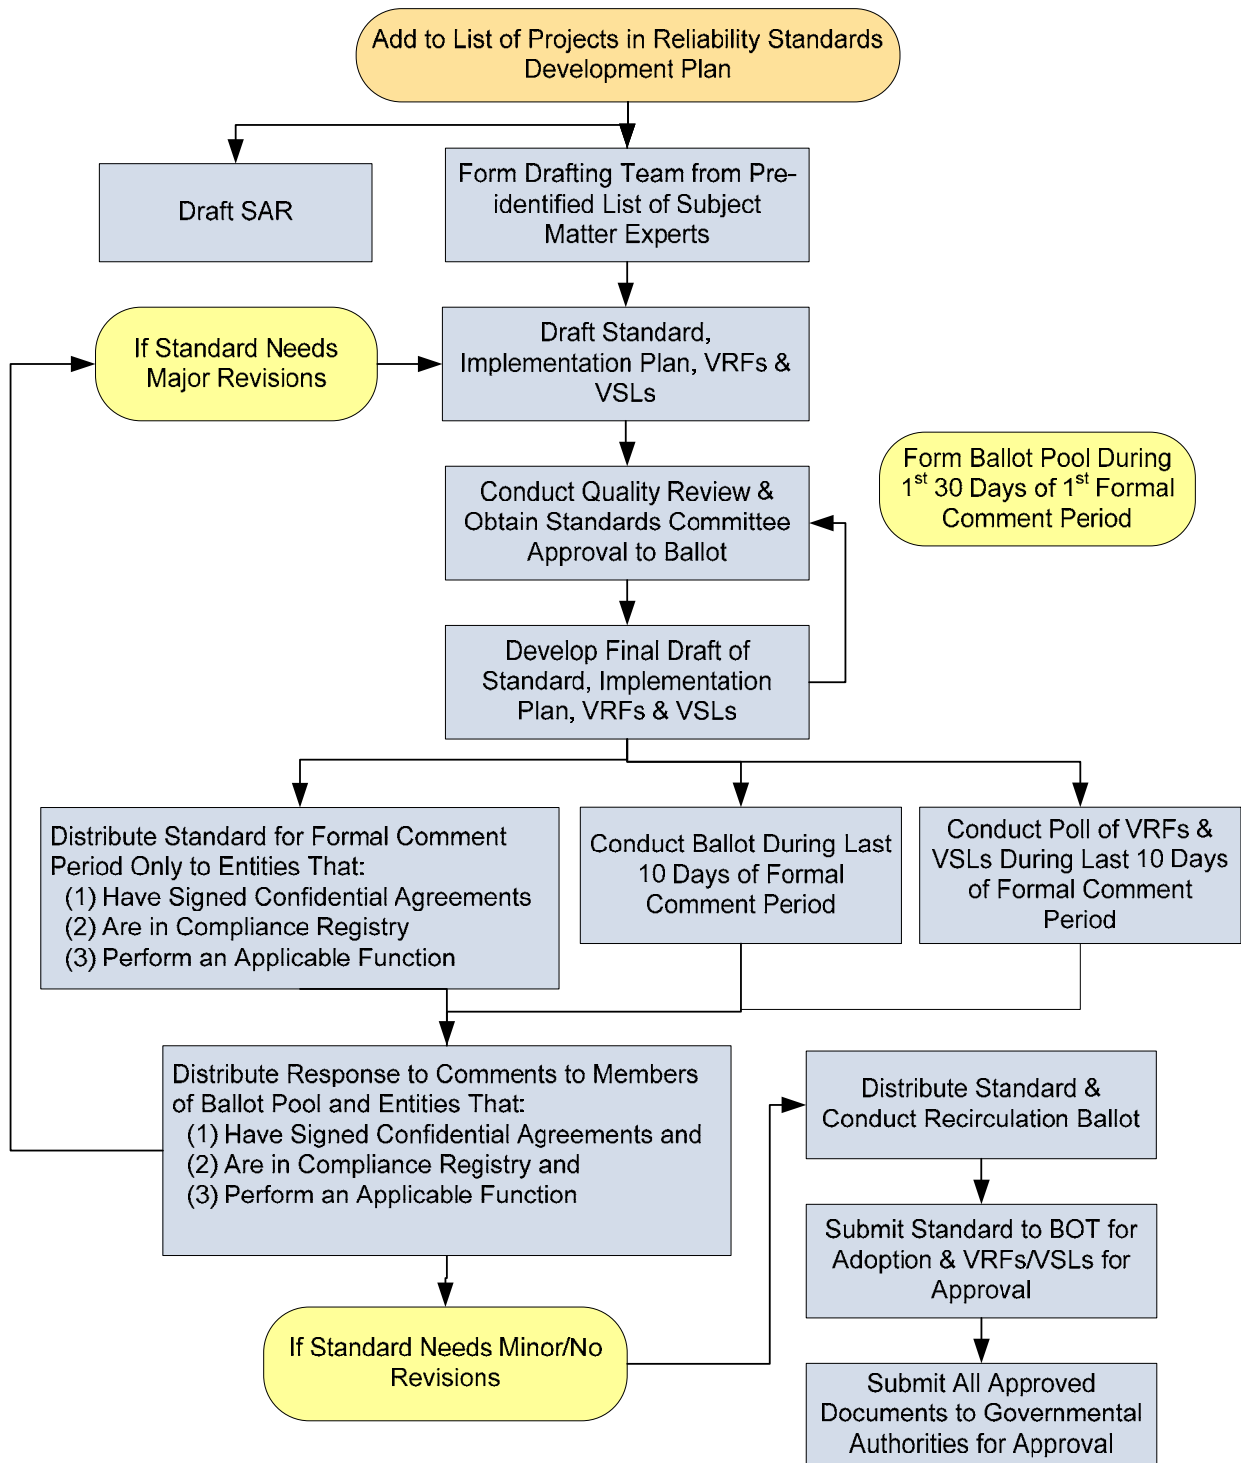 Add to List of Projects in Reliability Standards
Development Plan
Draft SAR
Form Drafting Team from Pre-
identified List of Subject
Matter Experts
If Standard Needs
Major Revisions
Draft Standard,
Implementation Plan, VRFs &
VSLs
Form Ballot Pool During
1st 30 Days of 1st Formal
Comment Period
Conduct Quality Review &
Obtain Standards Committee
Approval to Ballot
Develop Final Draft of
Standard, Implementation
Plan, VRFs & VSLs
Distribute Standard for Formal Comment
Period Only to Entities That:
(1) Have Signed Confidential Agreements
(2) Are in Compliance Registry
(3) Perform an Applicable Function
Conduct Ballot During Last
10 Days of Formal
Comment Period
Conduct Poll of VRFs &
VSLs During Last 10 Days
of Formal Comment
Period
Distribute Response to Comments to Members
of Ballot Pool and Entities That:
(1) Have Signed Confidential Agreements and
(2) Are in Compliance Registry and
(3) Perform an Applicable Function
Distribute Standard &
Conduct Recirculation Ballot
Submit Standard to BOT for
Adoption & VRFs/VSLs for
Approval
If Standard Needs Minor/No
Revisions
Submit All Approved
Documents to Governmental
Authorities for Approval